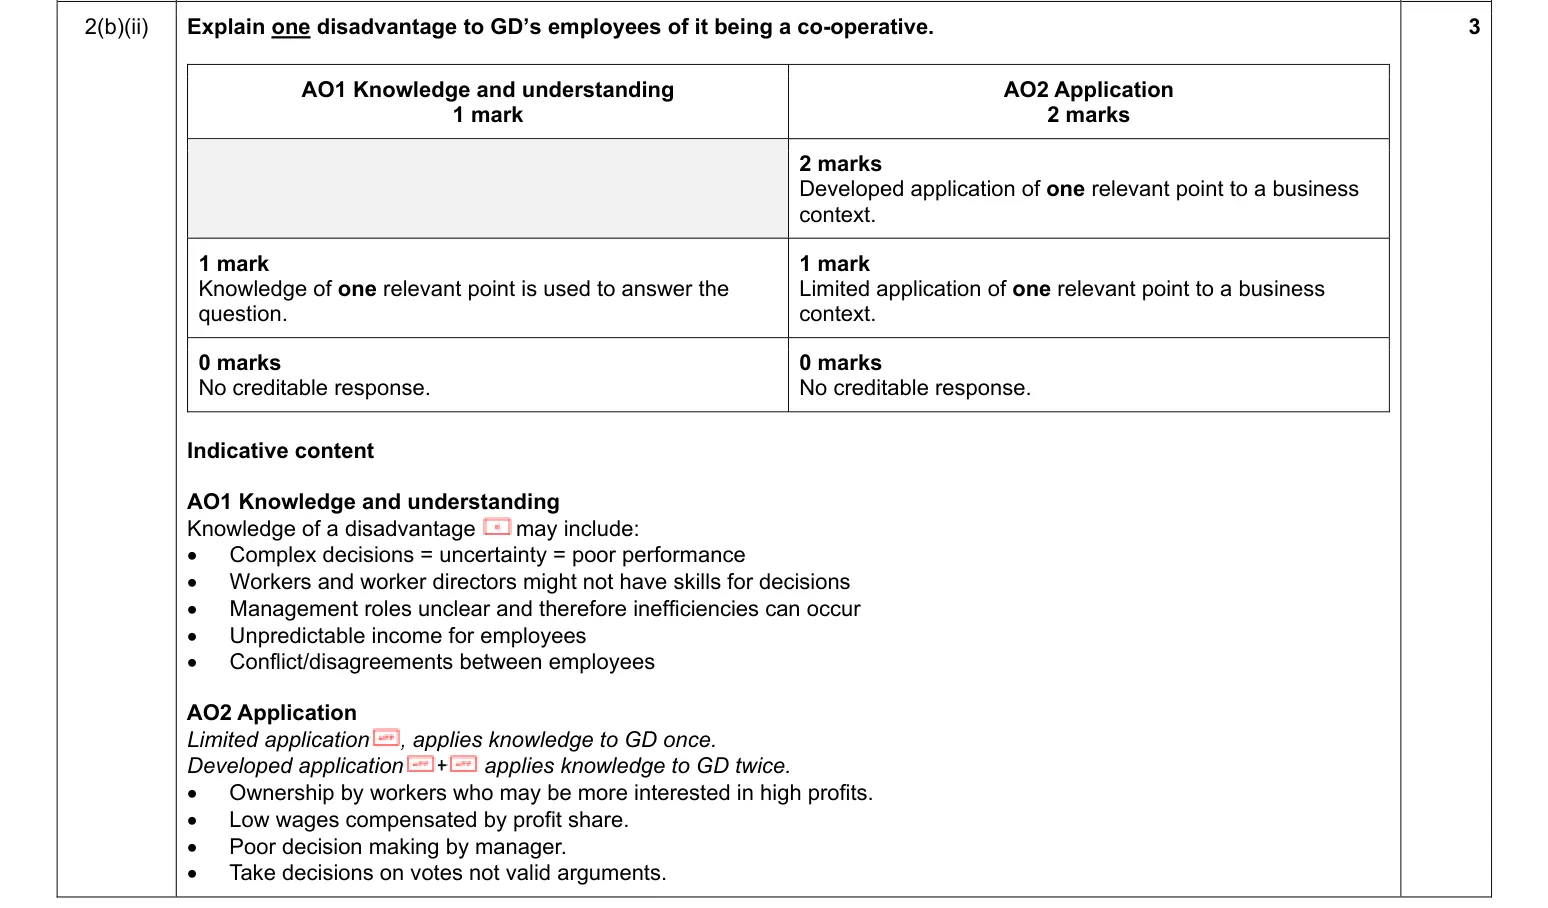 2(b)(ii)
Explain one disadvantage to GD’s employees of it being a co-operative.
3
AO1 Knowledge and understanding
1 mark
AO2 Application
2 marks
2 marks
Developed application of one relevant point to a business
context.
1 mark
Knowledge of one relevant point is used to answer the
question.
1 mark
Limited application of one relevant point to a business
context.
0 marks
No creditable response.
0 marks
No creditable response.
Indicative content
AO1 Knowledge and understanding
Knowledge of a disadvantage may include:
• Complex decisions = uncertainty = poor performance
• Workers and worker directors might not have skills for decisions
• Management roles unclear and therefore inefficiencies can occur
• Unpredictable income for employees
• Conflict/disagreements between employees
AO2 Application
Limited application , applies knowledge to GD once.
Developed application + applies knowledge to GD twice.
• Ownership by workers who may be more interested in high profits.
• Low wages compensated by profit share.
• Poor decision making by manager.
• Take decisions on votes not valid arguments.